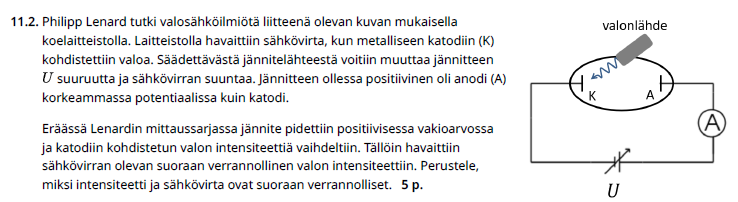 11.2. Philipp Lenard tutki valosähköilmiötä liitteenä olevan kuvan mukaisella
koelaitteistolla. Laitteistolla havaittiin sähkövirta, kun metalliseen katodiin (K)
kohdistettiin valoa. Säädettävästä jännitelähteestä voitiin muuttaa jännitteen
U suuruutta ja sähkövirran suuntaa. Jännitteen ollessa positiivinen oli anodi (A)
korkeammassa potentiaalissa kuin katodi.
Eräässä Lenardin mittaussarjassa jännite pidettiin positiivisessa vakioarvossa
ja katodiin kohdistetun valon intensiteettiä vaihdeltiin. Tällöin havaittiin
sähkövirran olevan suoraan verrannollinen valon intensiteettiin. Perustele,
miksi intensiteetti ja sähkövirta ovat suoraan verrannolliset. 5 p.
valonlähde
K
A
A
U